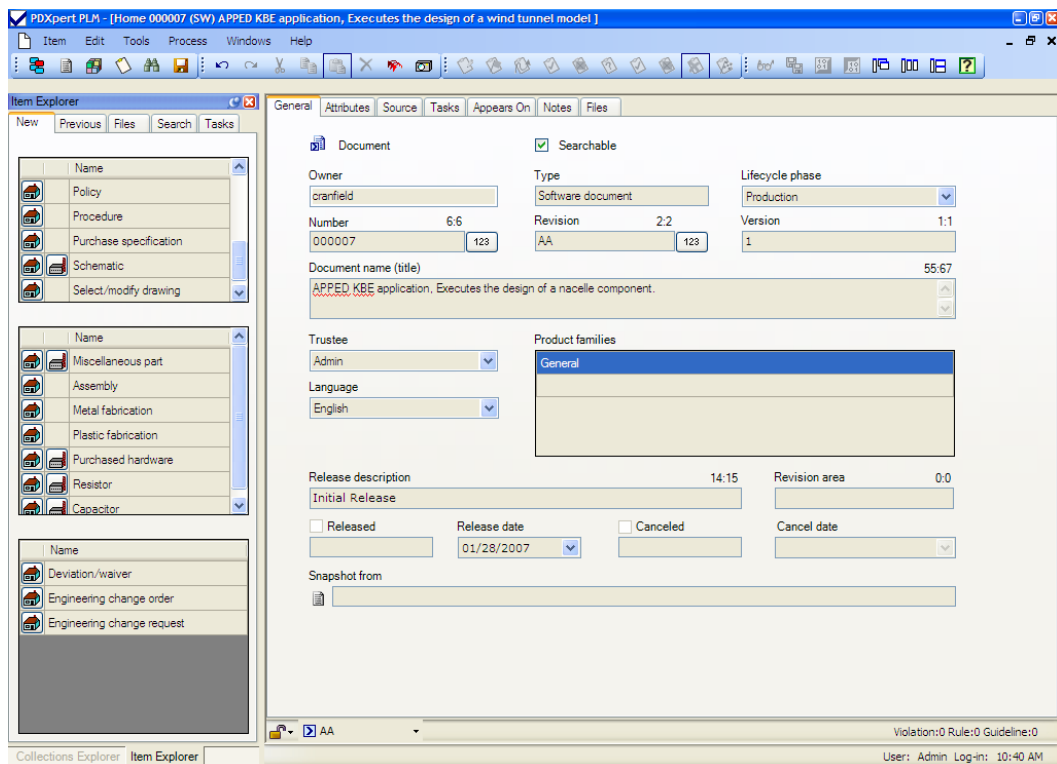 PDXpert PLM - [Home 000007 (SW) APPED KBE application, Executes the design of a wind tunnel model ]
Item Edit Tools Process Windows Help
Item Explorer
New Previous Files Search Tasks
Name
Policy
Procedure
Purchase specification
Schematic
Select/modify drawing
Name
Miscellaneous part
Assembly
Metal fabrication
Plastic fabrication
Purchased hardware
Resistor
Capacitor
Name
Deviation/waiver
Engineering change order
Engineering change request
Collections Explorer Item Explorer
General Attributes Source Tasks Appears On Notes Files
Document Searchable
Owner Type Lifecycle phase
cranfield Software document Production
Number 6:6 Revision 2:2 Version 1:1
000007 123 AA 123 1
Document name (title) 55:67
APPED KBE application, Executes the design of a nacelle component.
Trustee Product families
Admin General
Language
English
Release description 14:15 Revision area 0:0
Initial Release
Released Release date Canceled Cancel date
01/28/2007
Snapshot from
AA Violation:0 Rule:0 Guideline:0
User: Admin Log-in: 10:40 AM